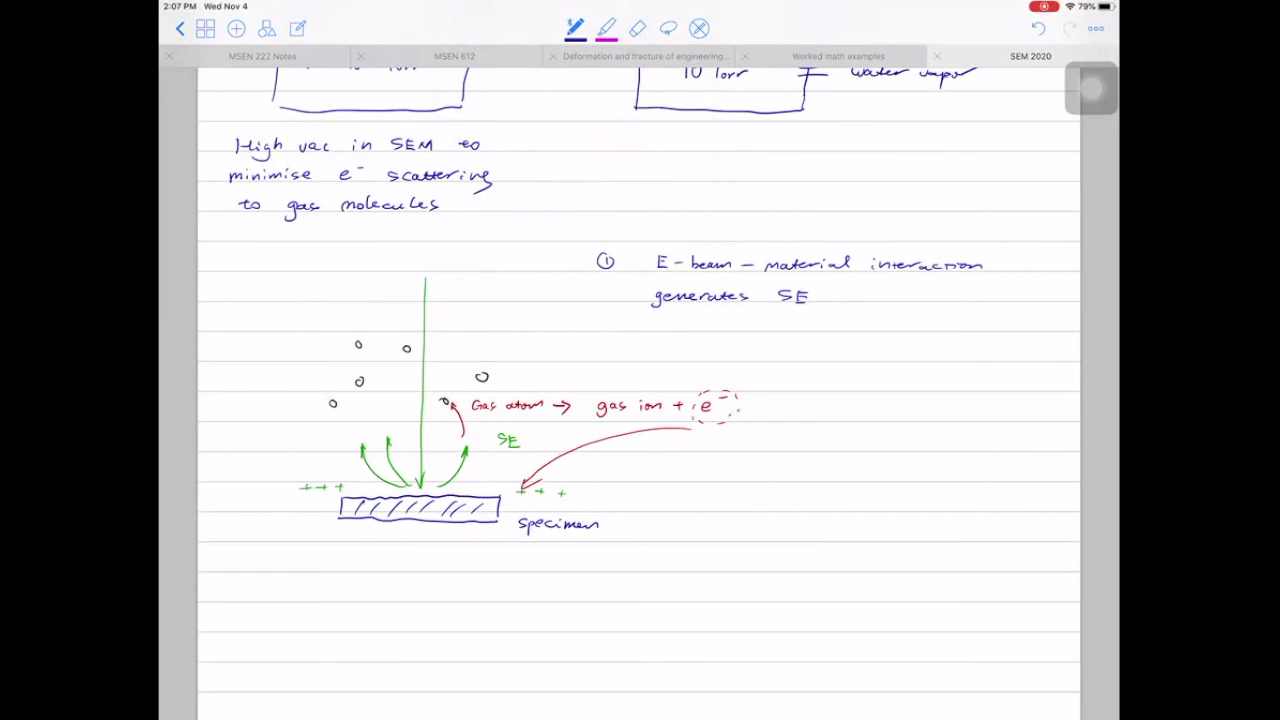 2:07 PM Wed Nov 4
79%
MSEN 222 Notes
MSEN 612
Deformation and fracture of engineering...
Worked math examples
SEM 2020
10 Torr
water vapor
High vac in SEM to
minimise e⁻ scattering
to gas molecules
① E-beam - material interaction
generates SE
Gas atom → gas ion + e⁻
SE
+ + +
+ + +
specimen